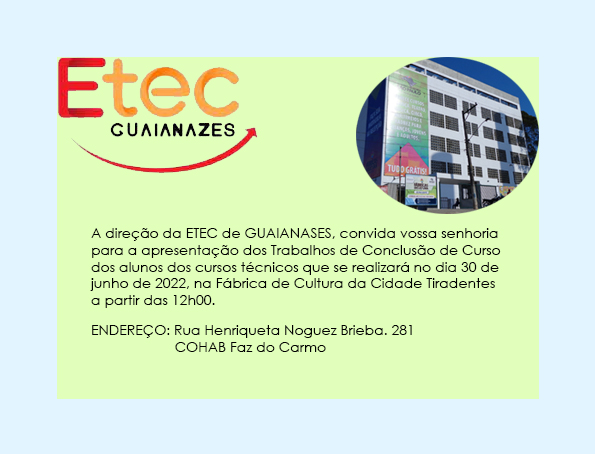 Etec
GUAIANAZES
TUDO GRÁTIS!
A direção da ETEC de GUAIANASES, convida vossa senhoria
para a apresentação dos Trabalhos de Conclusão de Curso
dos alunos dos cursos técnicos que se realizará no dia 30 de
junho de 2022, na Fábrica de Cultura da Cidade Tiradentes
a partir das 12h00.
ENDEREÇO: Rua Henriqueta Noguez Brieba. 281
COHAB Faz do Carmo